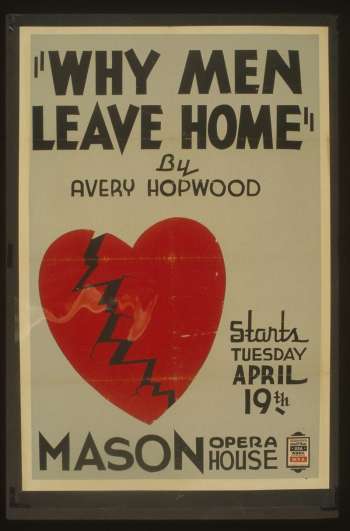 "WHY MEN
LEAVE HOME"
By
AVERY HOPWOOD
Starts
TUESDAY
APRIL
19th
MASON OPERA
HOUSE